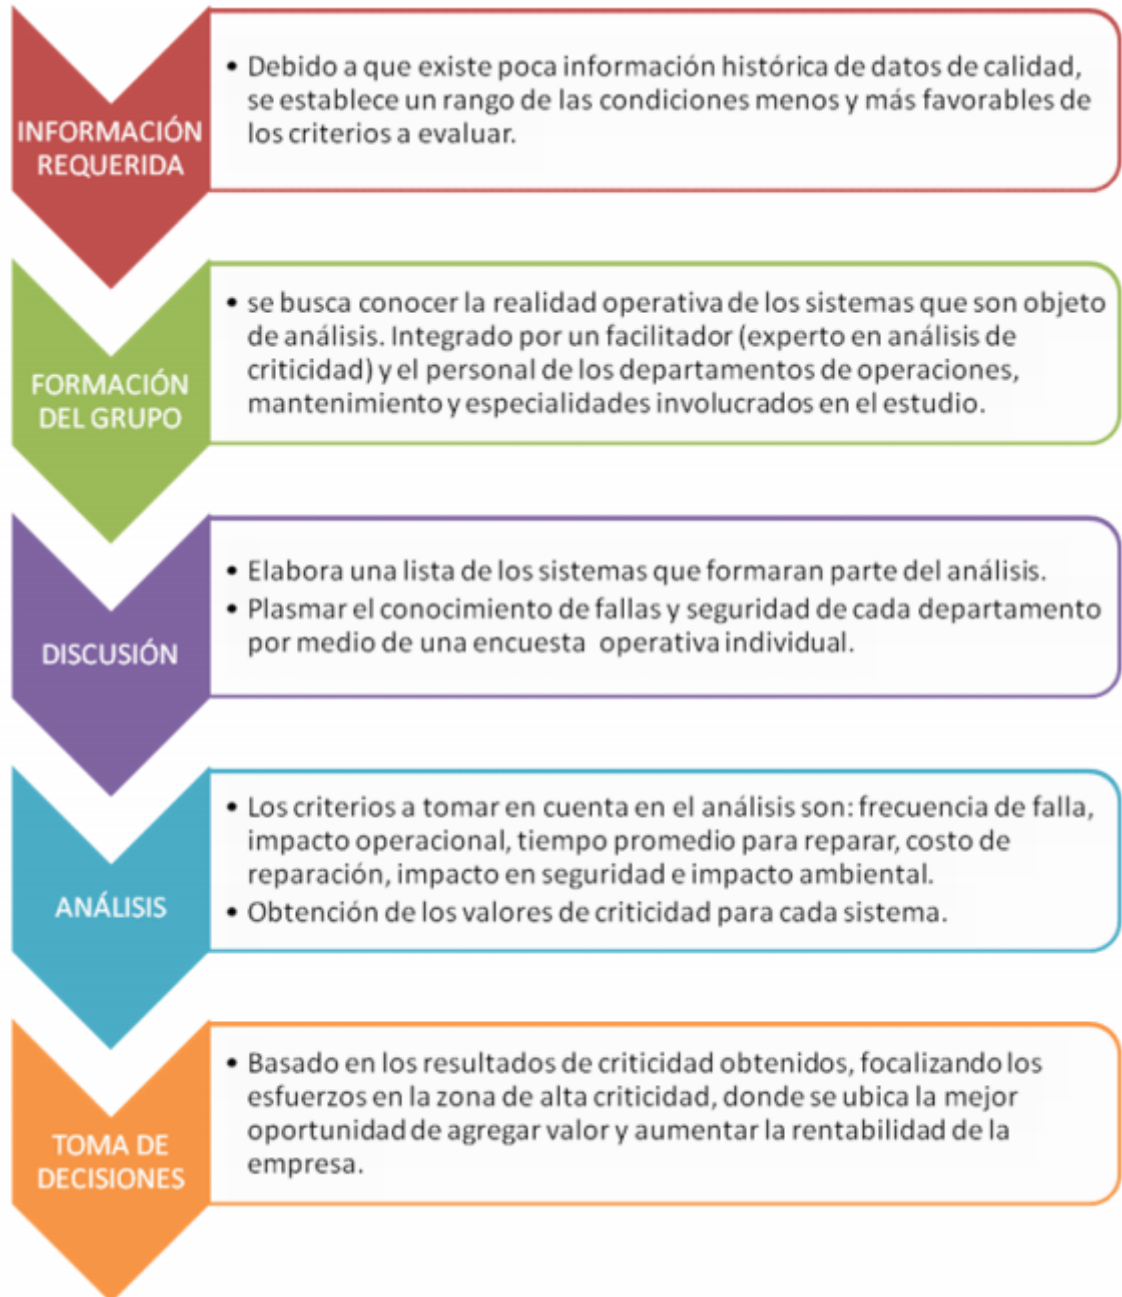 INFORMACIÓN
REQUERIDA
• Debido a que existe poca información histórica de datos de calidad,
se establece un rango de las condiciones menos y más favorables de
los criterios a evaluar.
FORMACIÓN
DEL GRUPO
• se busca conocer la realidad operativa de los sistemas que son objeto
de análisis. Integrado por un facilitador (experto en análisis de
criticidad) y el personal de los departamentos de operaciones,
mantenimiento y especialidades involucrados en el estudio.
DISCUSIÓN
• Elabora una lista de los sistemas que formaran parte del análisis.
• Plasmar el conocimiento de fallas y seguridad de cada departamento
por medio de una encuesta operativa individual.
ANÁLISIS
• Los criterios a tomar en cuenta en el análisis son: frecuencia de falla,
impacto operacional, tiempo promedio para reparar, costo de
reparación, impacto en seguridad e impacto ambiental.
• Obtención de los valores de criticidad para cada sistema.
TOMA DE
DECISIONES
• Basado en los resultados de criticidad obtenidos, focalizando los
esfuerzos en la zona de alta criticidad, donde se ubica la mejor
oportunidad de agregar valor y aumentar la rentabilidad de la
empresa.